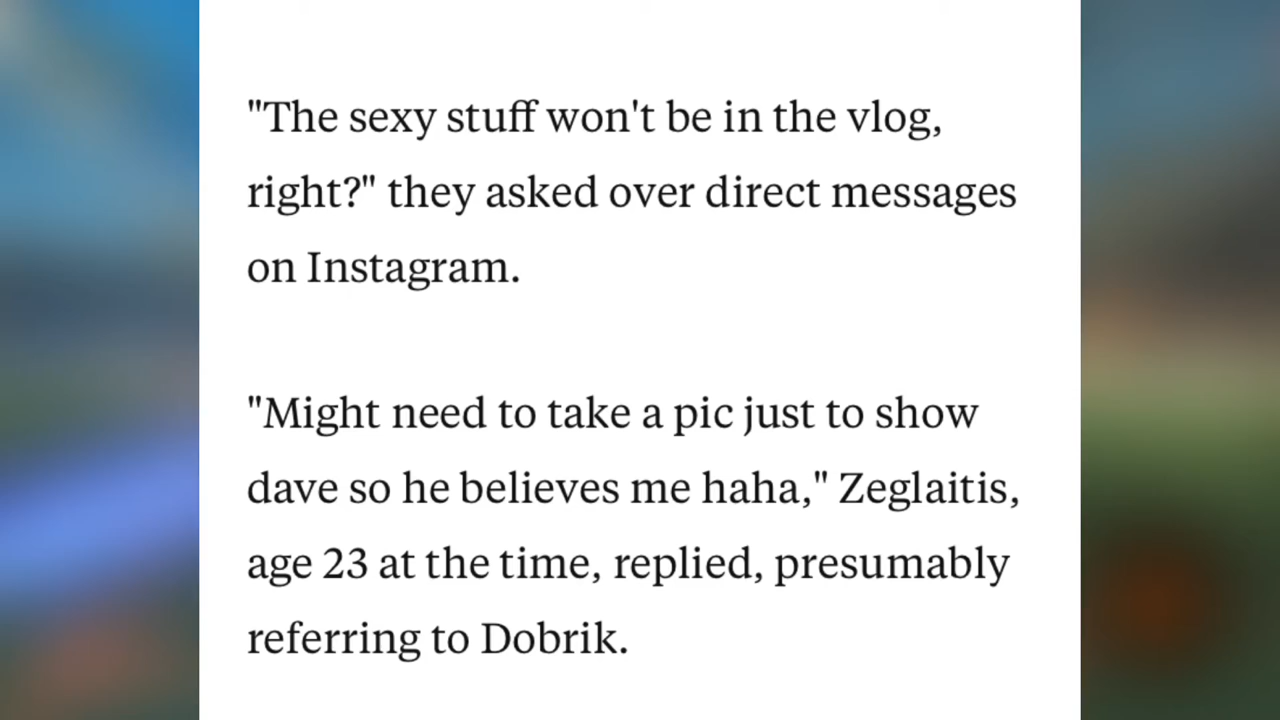 "The sexy stuff won't be in the vlog,
right?" they asked over direct messages
on Instagram.
"Might need to take a pic just to show
dave so he believes me haha," Zeglaitis,
age 23 at the time, replied, presumably
referring to Dobrik.